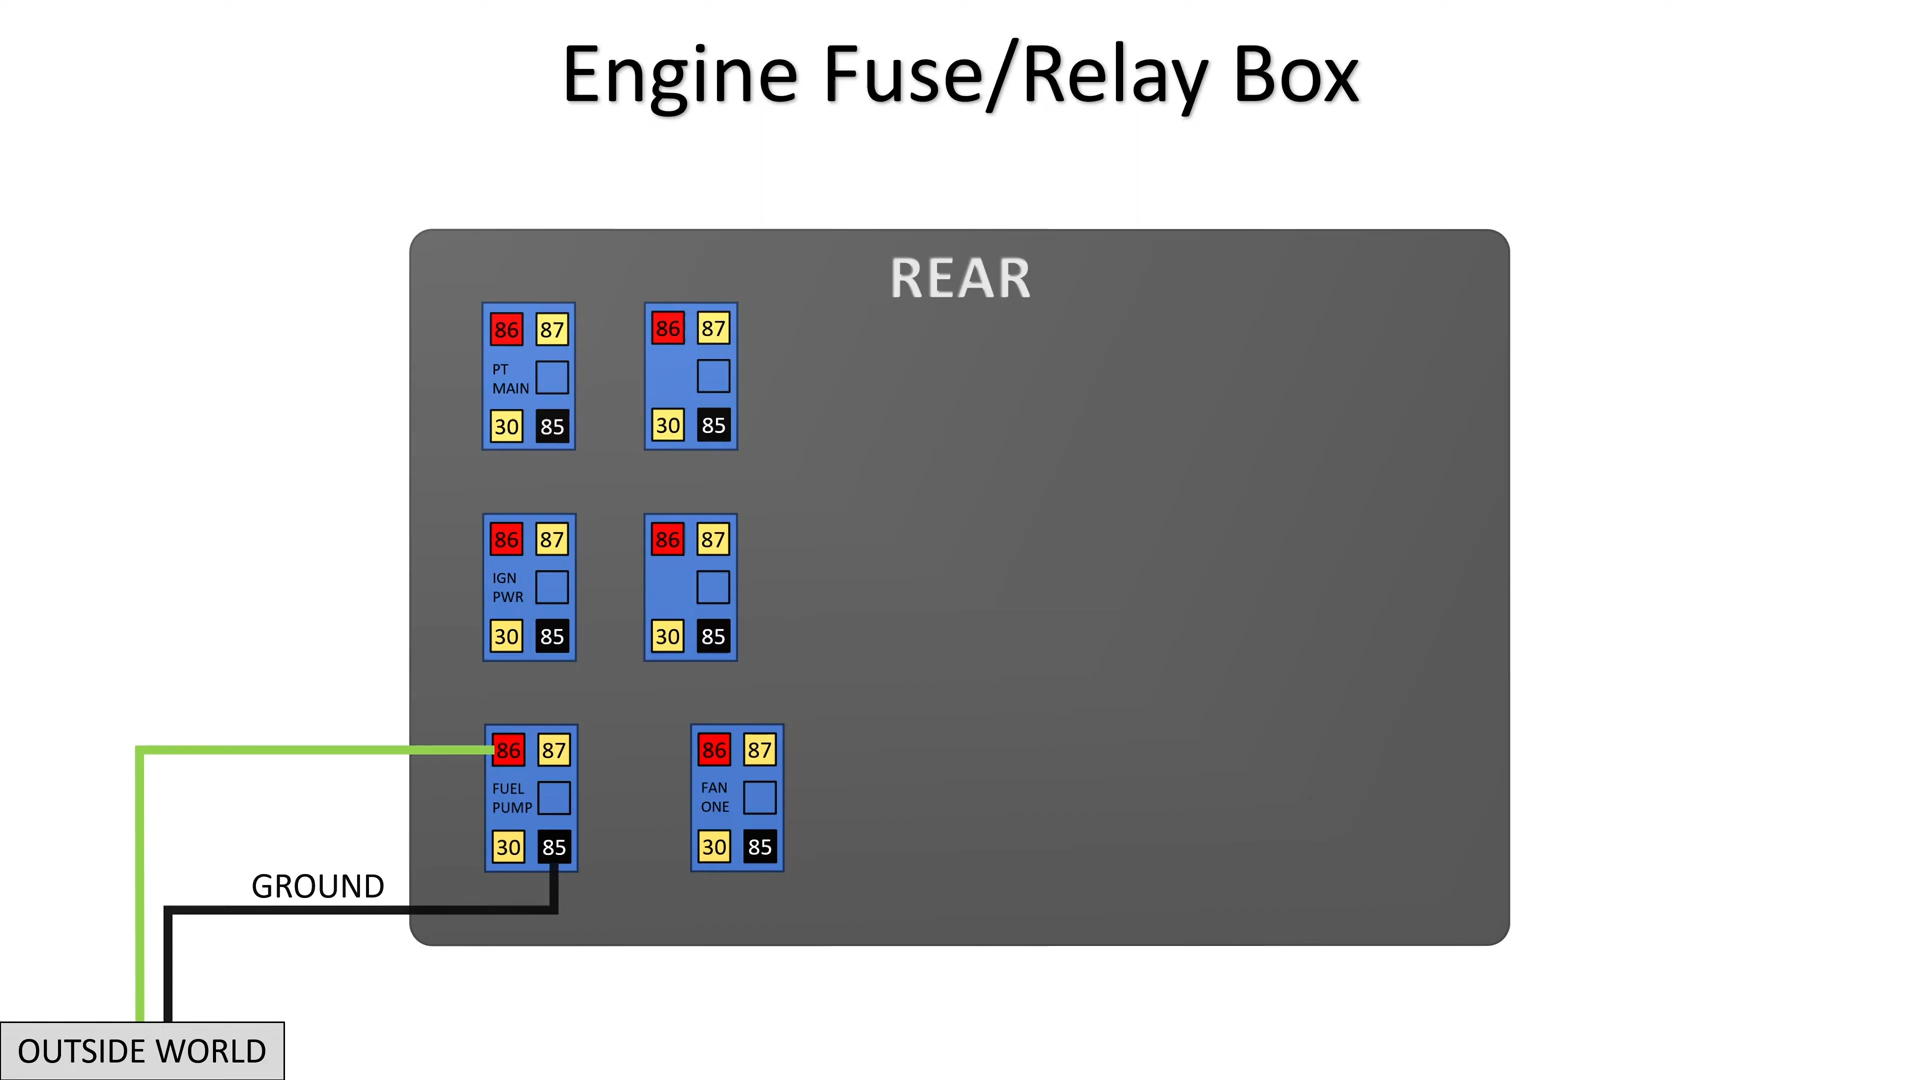 Engine Fuse/Relay Box
REAR
86 87
PT
MAIN
30 85
86 87
30 85
86 87
IGN
PWR
30 85
86 87
30 85
86 87
FUEL
PUMP
30 85
86 87
FAN
ONE
30 85
GROUND
OUTSIDE WORLD